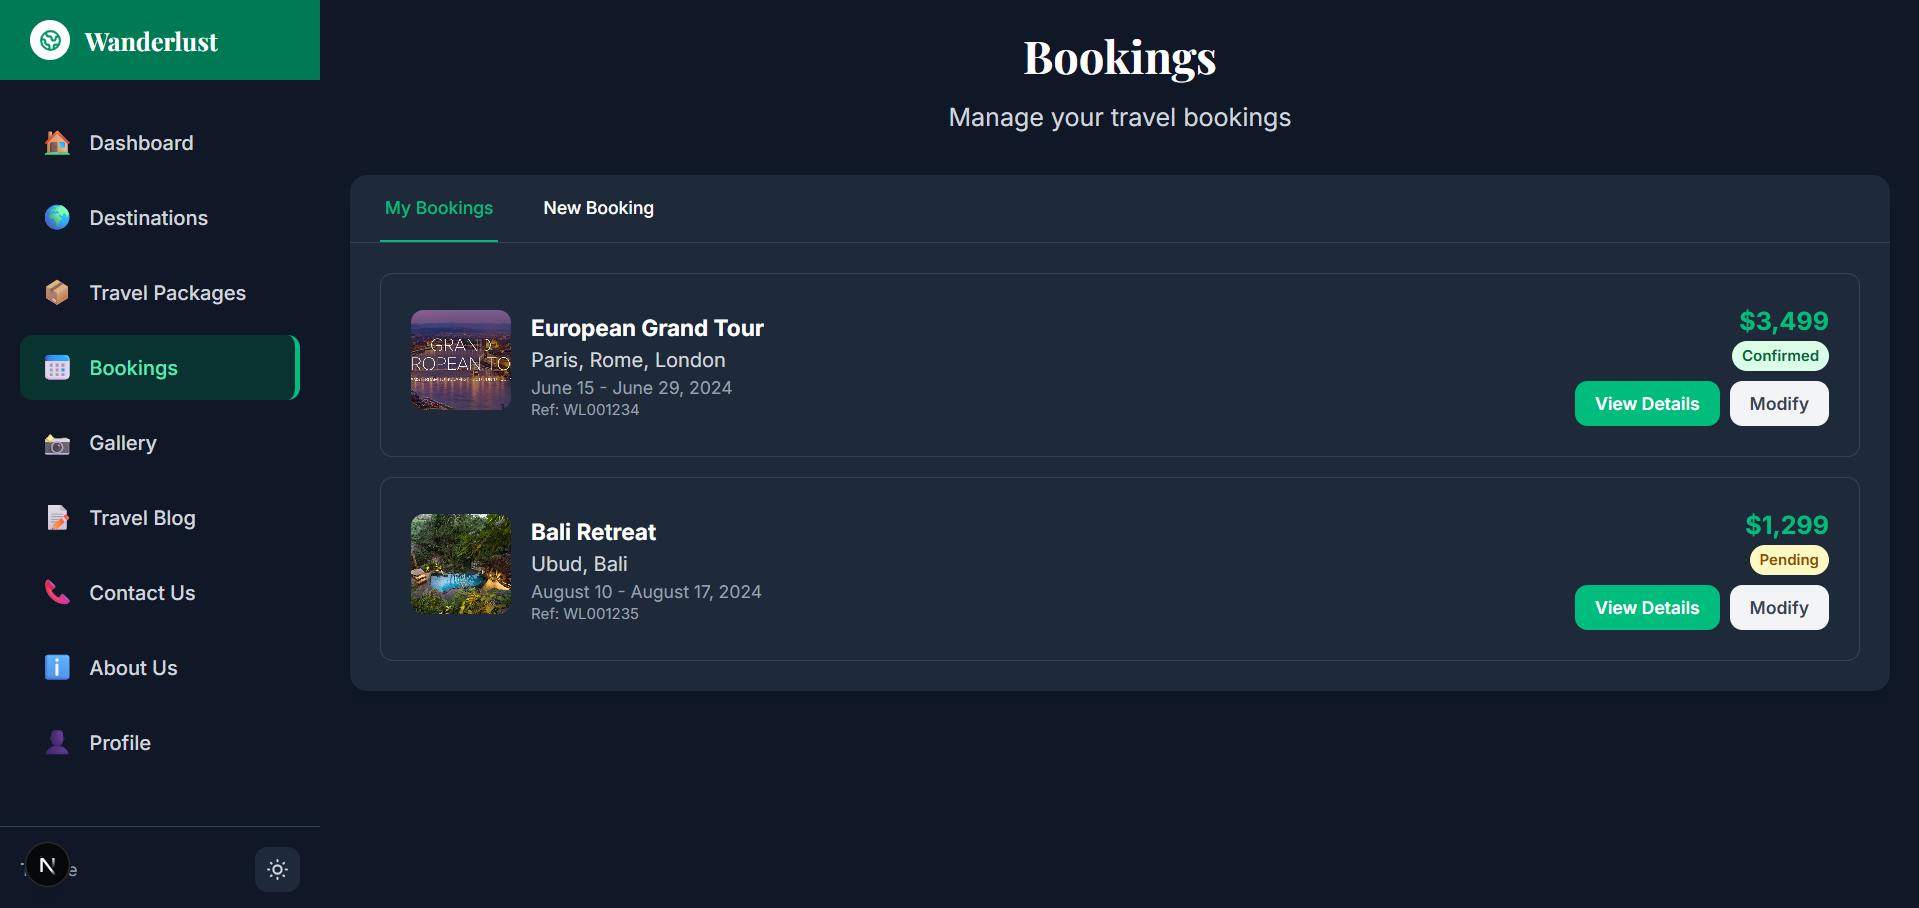 Wanderlust
Dashboard
Destinations
Travel Packages
Bookings
Gallery
Travel Blog
Contact Us
About Us
Profile
N
Bookings
Manage your travel bookings
My Bookings
New Booking
GRAND
ROPEAN TO
European Grand Tour
Paris, Rome, London
June 15 - June 29, 2024
Ref: WL001234
$3,499
Confirmed
View Details
Modify
Bali Retreat
Ubud, Bali
August 10 - August 17, 2024
Ref: WL001235
$1,299
Pending
View Details
Modify